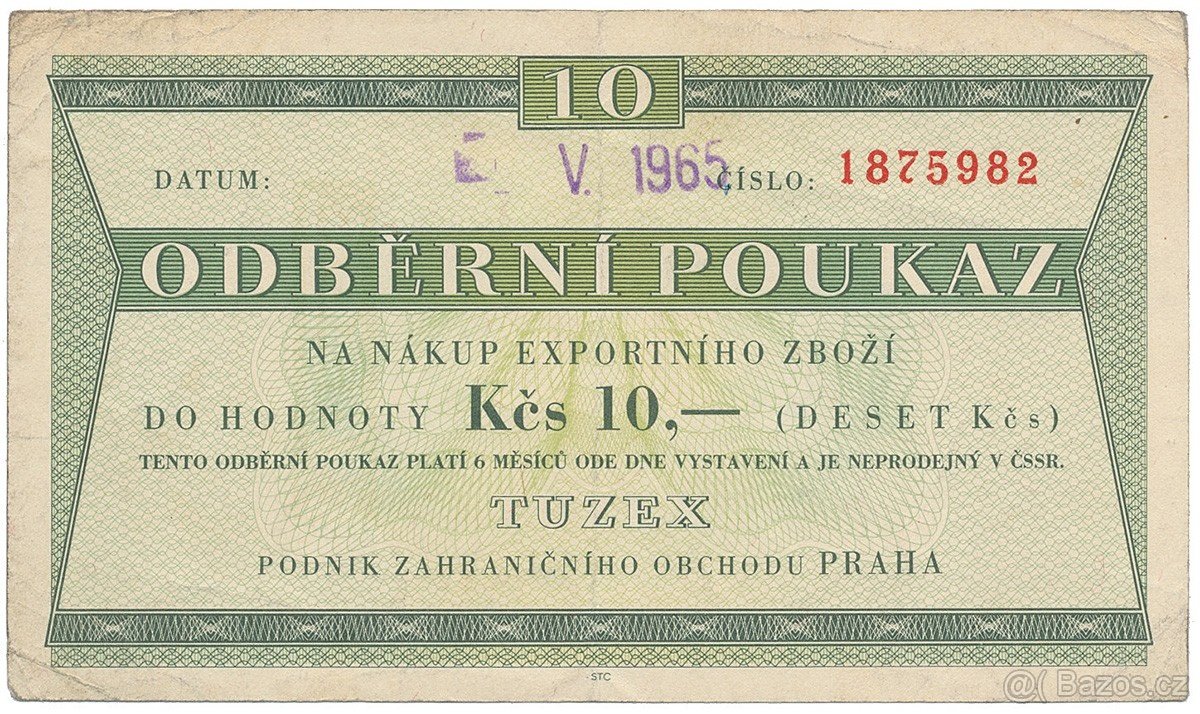 10
DATUM: V. 1965 ČÍSLO: 1875982
ODBĚRNÍ POUKAZ
NA NÁKUP EXPORTNÍHO ZBOŽÍ
DO HODNOTY Kčs 10,— (DESET Kčs)
TENTO ODBĚRNÍ POUKAZ PLATÍ 6 MĚSÍCŮ ODE DNE VYSTAVENÍ A JE NEPRODEJNÝ V ČSSR.
TUZEX
PODNIK ZAHRANIČNÍHO OBCHODU PRAHA
STC
@( Bazos.cz